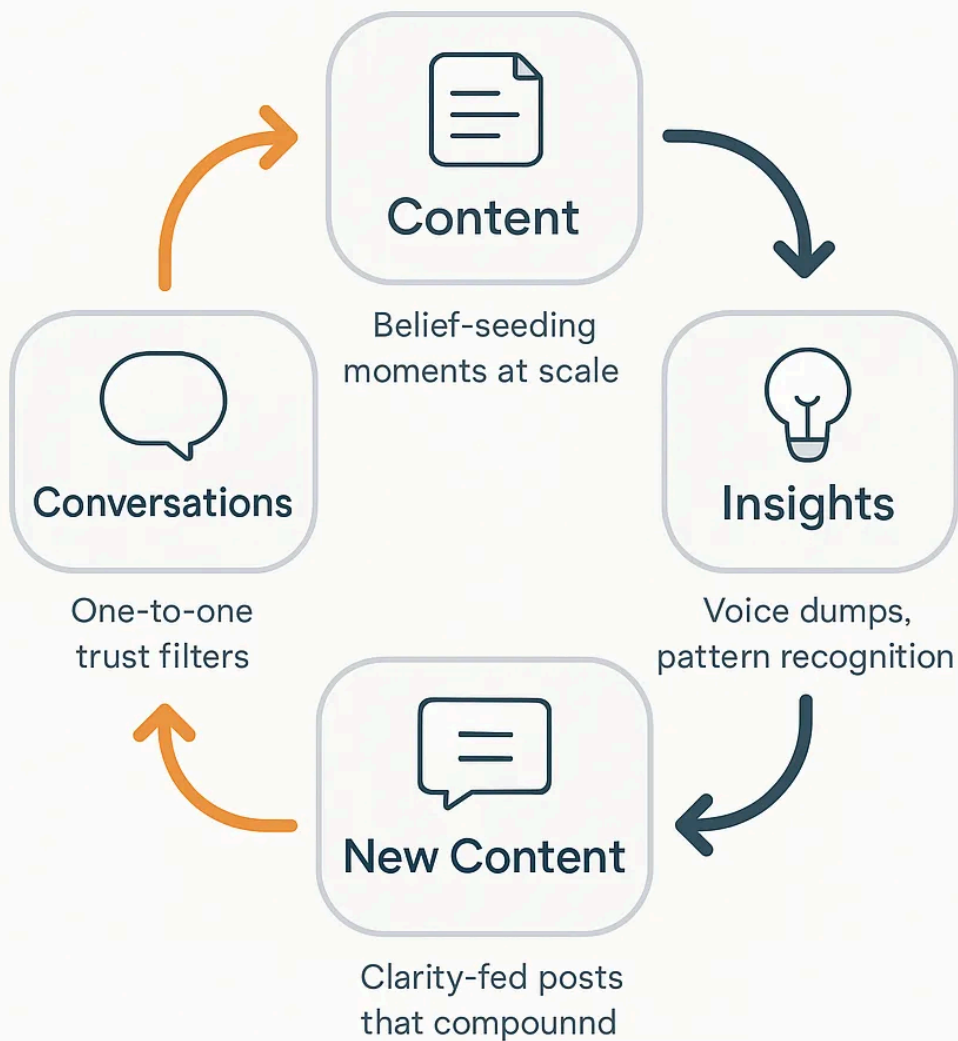 Content
Belief-seeding
moments at scale
Conversations
One-to-one
trust filters
Insights
Voice dumps,
pattern recognition
New Content
Clarity-fed posts
that compounnd